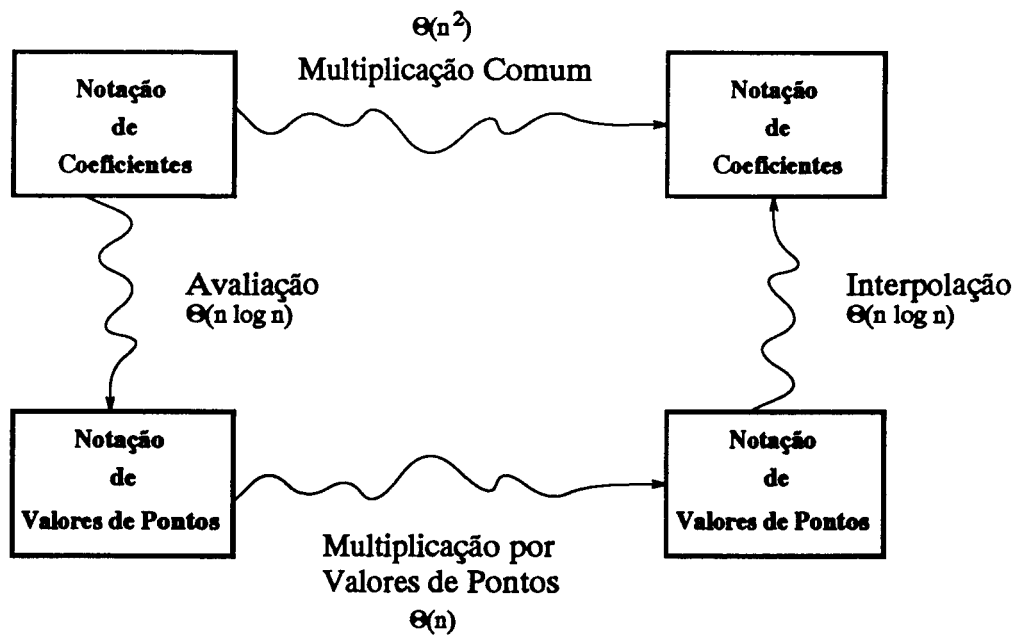 Θ(n²)
Multiplicação Comum
Notação
de
Coeficientes
Notação
de
Coeficientes
Avaliação
Θ(n log n)
Interpolação
Θ(n log n)
Notação
de
Valores de Pontos
Notação
de
Valores de Pontos
Multiplicação por
Valores de Pontos
Θ(n)